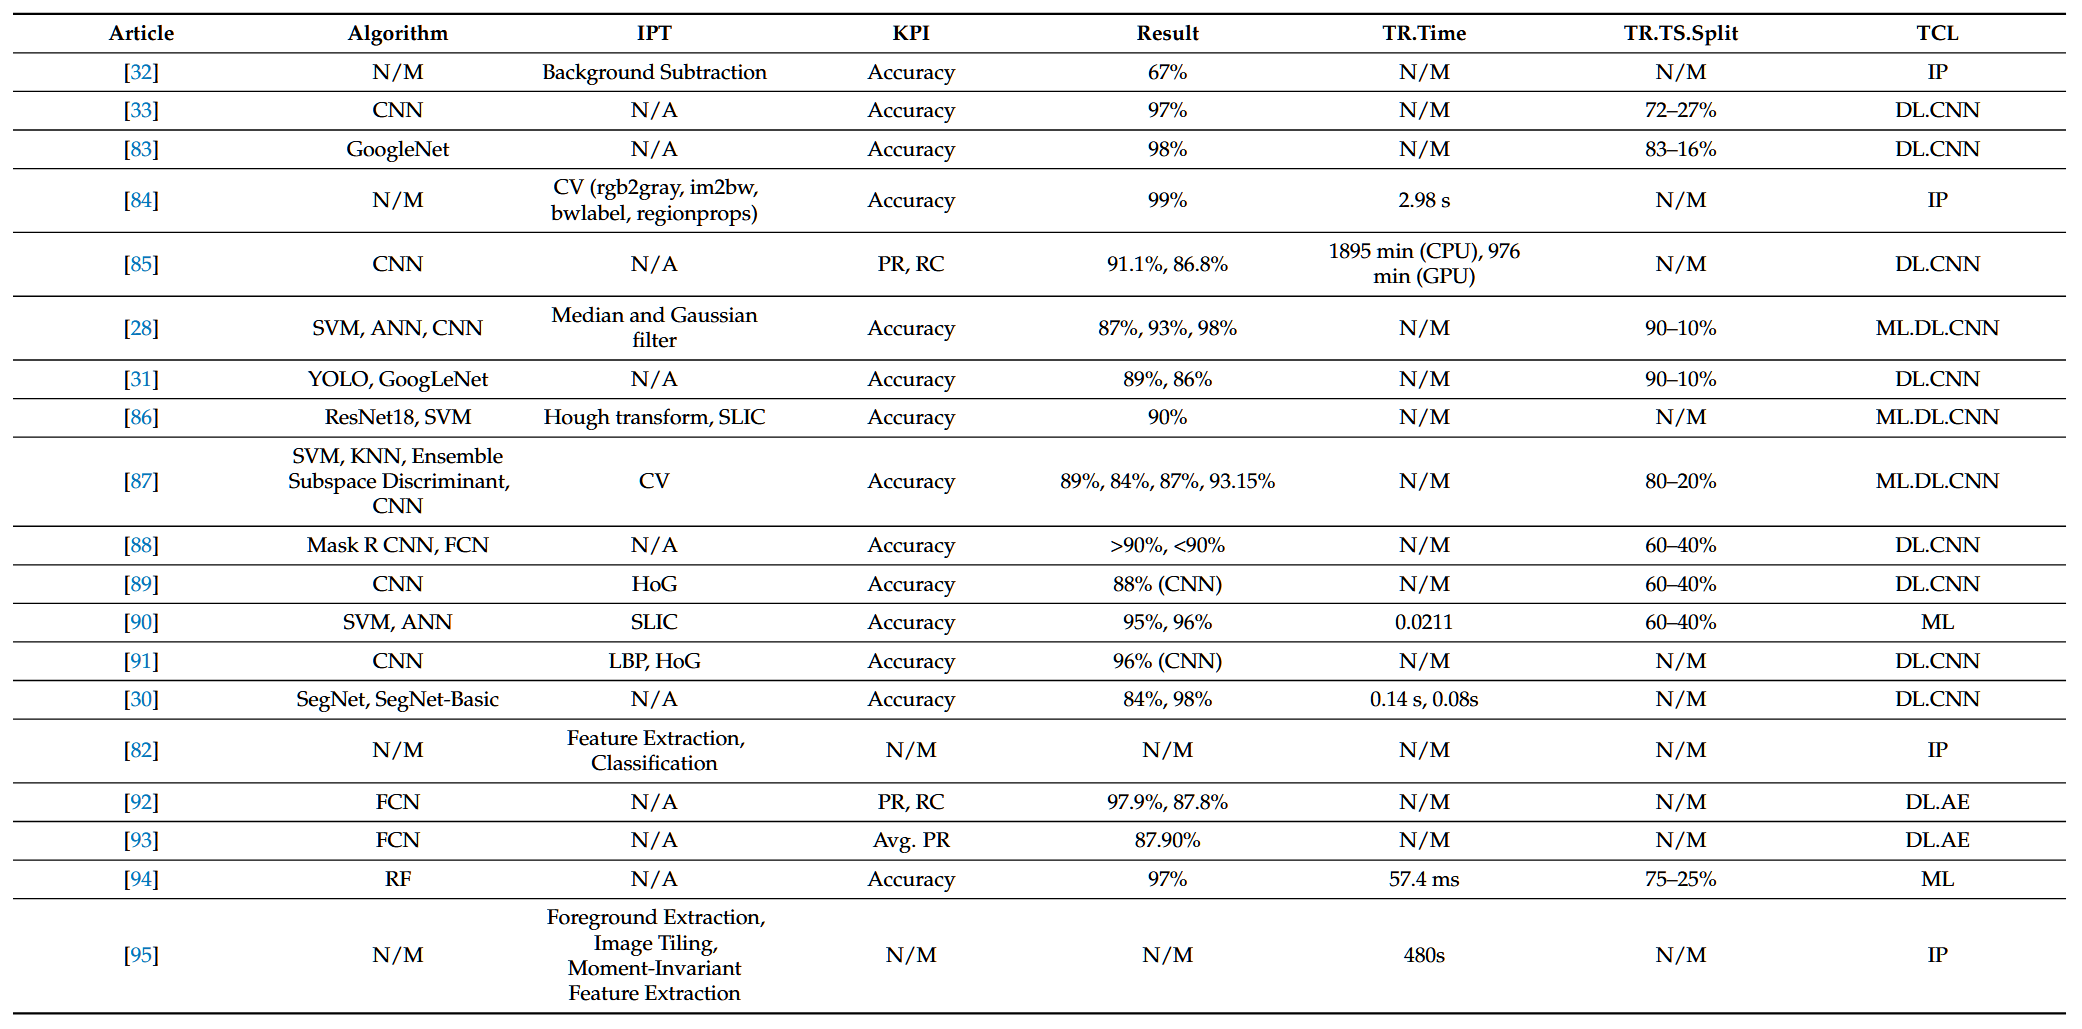 Article Algorithm IPT KPI Result TR.Time TR.TS.Split TCL
[32] N/M Background Subtraction Accuracy 67% N/M N/M IP
[33] CNN N/A Accuracy 97% N/M 72–27% DL.CNN
[83] GoogleNet N/A Accuracy 98% N/M 83–16% DL.CNN
[84] N/M CV (rgb2gray, im2bw,
bwlabel, regionprops) Accuracy 99% 2.98 s N/M IP
[85] CNN N/A PR, RC 91.1%, 86.8% 1895 min (CPU), 976
min (GPU) N/M DL.CNN
[28] SVM, ANN, CNN Median and Gaussian
filter Accuracy 87%, 93%, 98% N/M 90–10% ML.DL.CNN
[31] YOLO, GoogLeNet N/A Accuracy 89%, 86% N/M 90–10% DL.CNN
[86] ResNet18, SVM Hough transform, SLIC Accuracy 90% N/M N/M ML.DL.CNN
[87] SVM, KNN, Ensemble
Subspace Discriminant,
CNN CV Accuracy 89%, 84%, 87%, 93.15% N/M 80–20% ML.DL.CNN
[88] Mask R CNN, FCN N/A Accuracy >90%, <90% N/M 60–40% DL.CNN
[89] CNN HoG Accuracy 88% (CNN) N/M 60–40% DL.CNN
[90] SVM, ANN SLIC Accuracy 95%, 96% 0.0211 60–40% ML
[91] CNN LBP, HoG Accuracy 96% (CNN) N/M N/M DL.CNN
[30] SegNet, SegNet-Basic N/A Accuracy 84%, 98% 0.14 s, 0.08s N/M DL.CNN
[82] N/M Feature Extraction,
Classification N/M N/M N/M N/M IP
[92] FCN N/A PR, RC 97.9%, 87.8% N/M N/M DL.AE
[93] FCN N/A Avg. PR 87.90% N/M N/M DL.AE
[94] RF N/A Accuracy 97% 57.4 ms 75–25% ML
[95] N/M Foreground Extraction,
Image Tiling,
Moment-Invariant
Feature Extraction N/M N/M 480s N/M IP